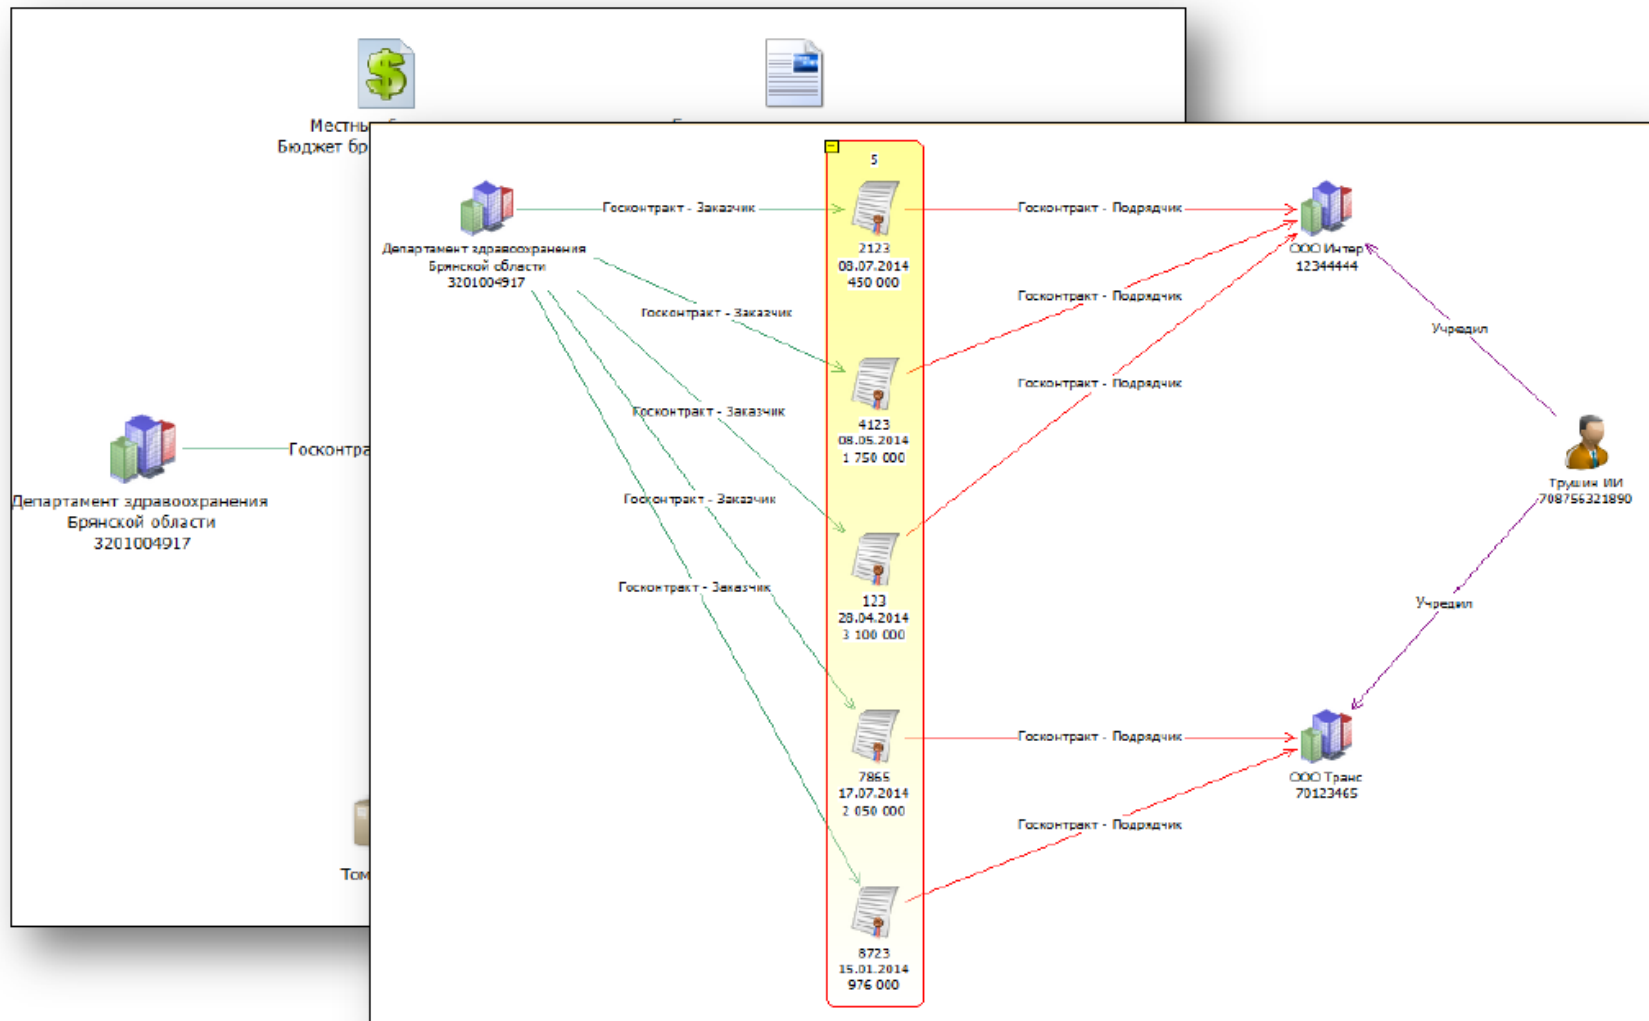 Бюджет
Департамент здравоохранения
Брянской области
3201004917
5
Департамент здравоохранения
Брянской области
3201004917
Госконтракт - Заказчик
Госконтракт - Заказчик
Госконтракт - Заказчик
Госконтракт - Заказчик
Госконтракт - Заказчик
2123
08.07.2014
450 000
4123
08.05.2014
1 750 000
123
28.04.2014
3 100 000
7865
17.07.2014
2 050 000
8723
15.01.2014
976 000
Госконтракт - Подрядчик
Госконтракт - Подрядчик
Госконтракт - Подрядчик
Госконтракт - Подрядчик
Госконтракт - Подрядчик
ООО Интер
12344444
Учредил
Трушин ИИ
708756321890
Учредил
ООО Транс
70123465